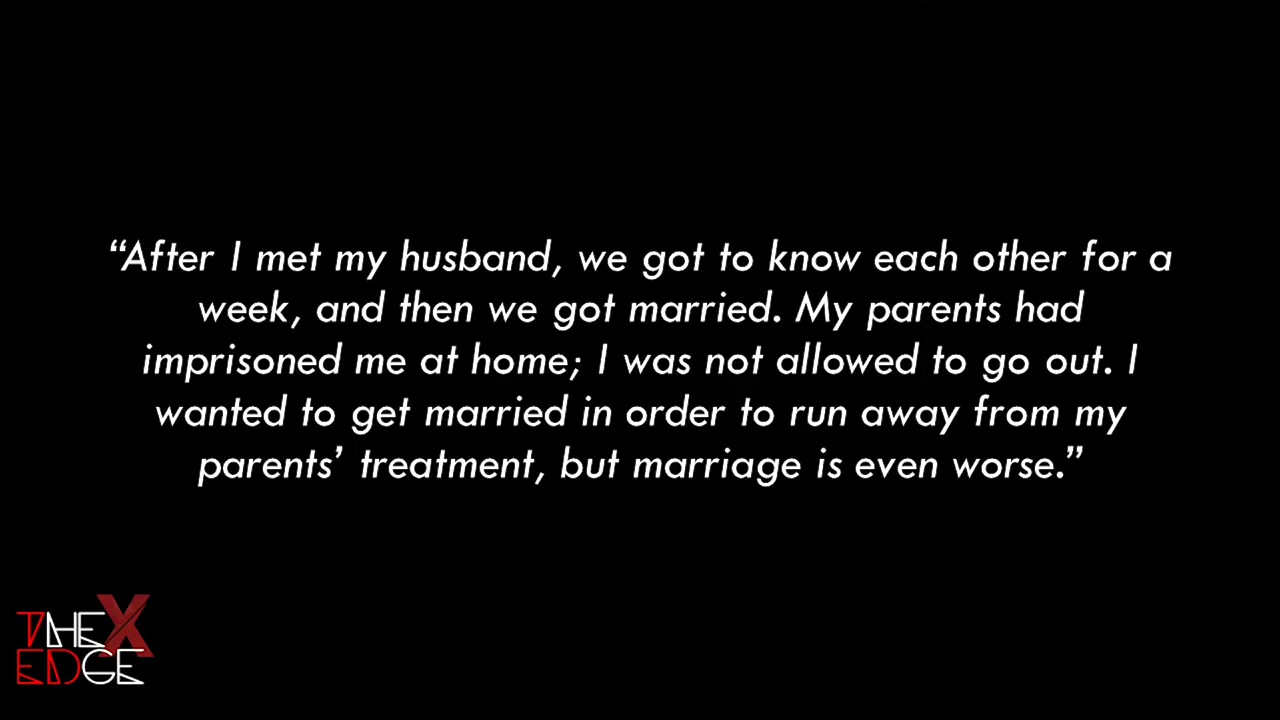 “After I met my husband, we got to know each other for a
week, and then we got married. My parents had
imprisoned me at home; I was not allowed to go out. I
wanted to get married in order to run away from my
parents’ treatment, but marriage is even worse.”
THE X
EDGE